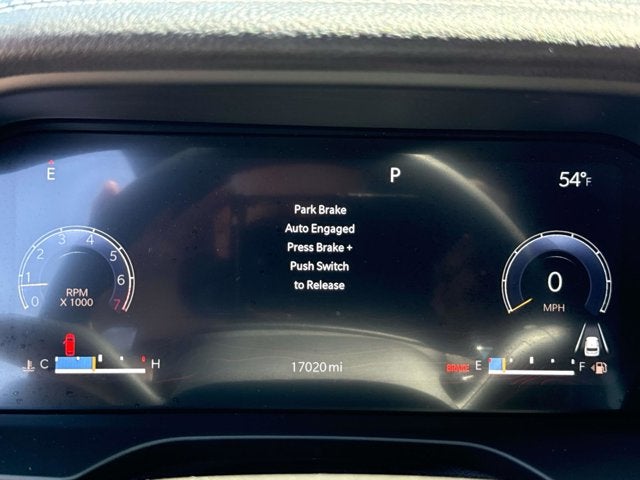 E P 54°F
Park Brake
Auto Engaged
Press Brake +
Push Switch
to Release
0 1 2 3 4 5 6 7
RPM
X 1000
0
MPH
C H 17020 mi BRAKE E F